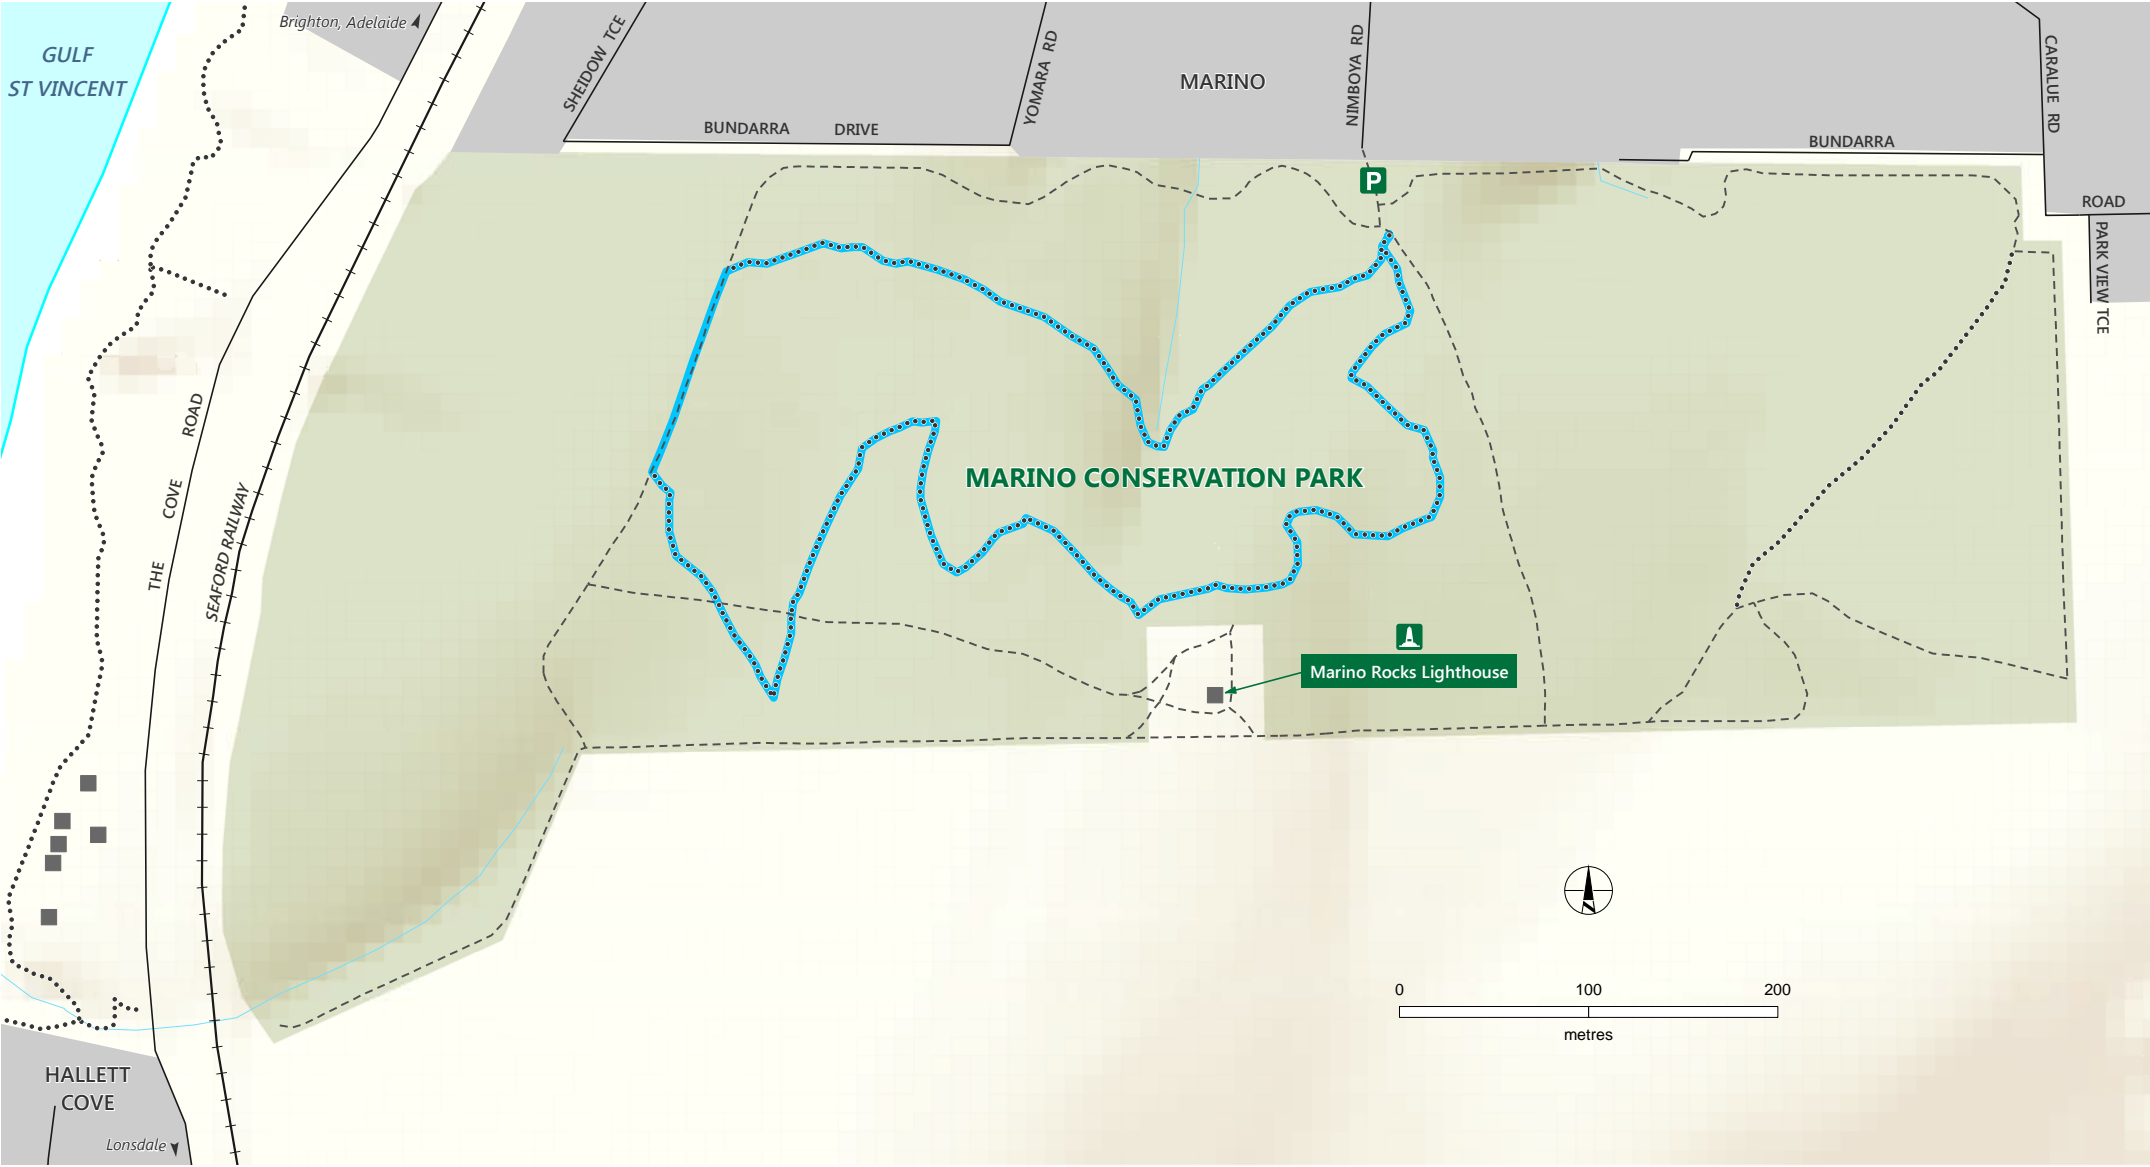 Brighton, Adelaide
GULF
ST VINCENT
SHEIDOW TCE
YOMARA RD
MARINO
NIMBOYA RD
CARALUE RD
BUNDARRA DRIVE
BUNDARRA
ROAD
P
PARK VIEW TCE
THE COVE ROAD
SEAFORD RAILWAY
MARINO CONSERVATION PARK
Marino Rocks Lighthouse
N
0 100 200
metres
HALLETT
COVE
Lonsdale